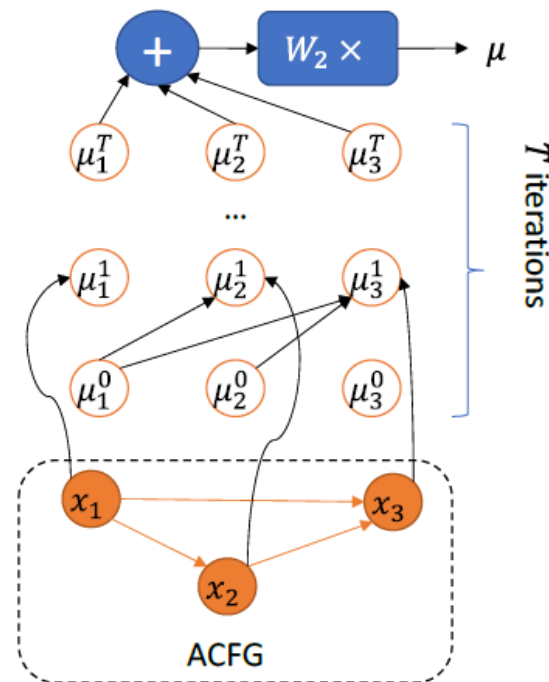 + W₂ × μ
μ₁ᵀ μ₂ᵀ μ₃ᵀ
...
μ₁¹ μ₂¹ μ₃¹
μ₁⁰ μ₂⁰ μ₃⁰
T iterations
x₁ x₃
x₂
ACFG